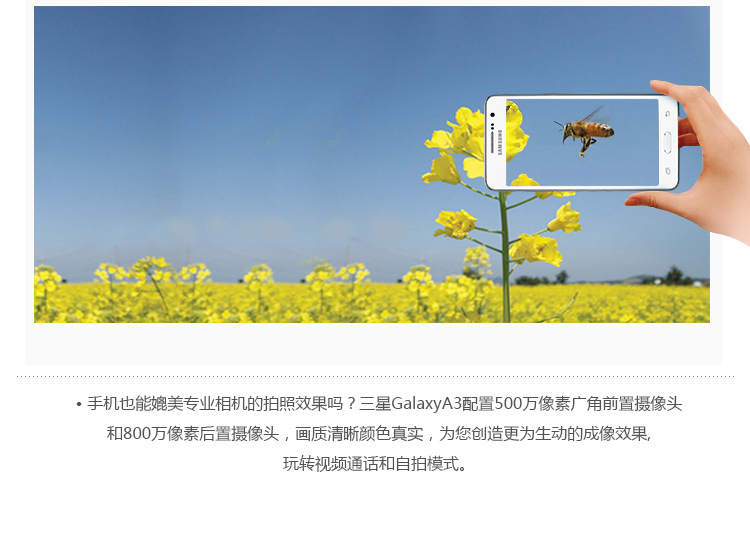 SAMSUNG
• 手机也能媲美专业相机的拍照效果吗？三星GalaxyA3配置500万像素广角前置摄像头
和800万像素后置摄像头，画质清晰颜色真实，为您创造更为生动的成像效果,
玩转视频通话和自拍模式。